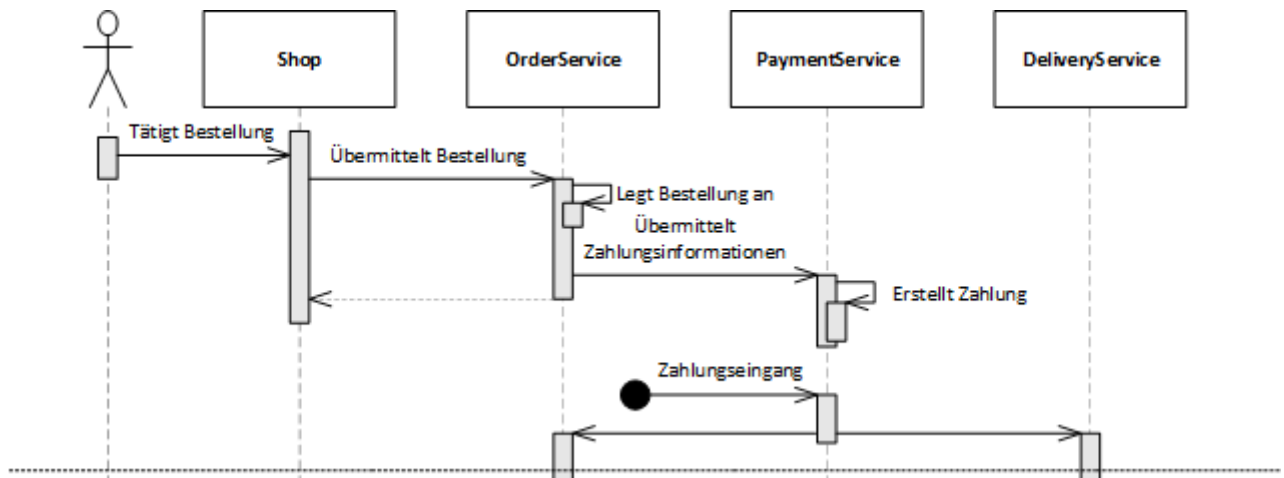 Shop
OrderService
PaymentService
DeliveryService
Tätigt Bestellung
Übermittelt Bestellung
Legt Bestellung an
Übermittelt
Zahlungsinformationen
Erstellt Zahlung
Zahlungseingang